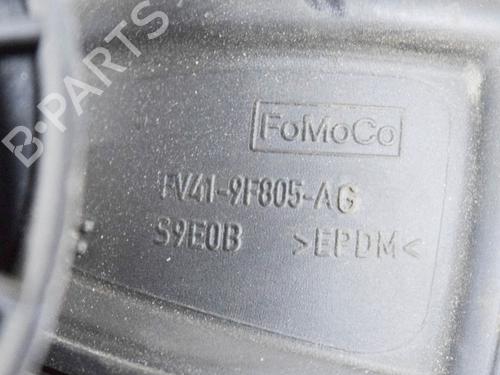 B-PARTS
FoMoCo
FV41-9F805-AG
S9E0B >EPDM<